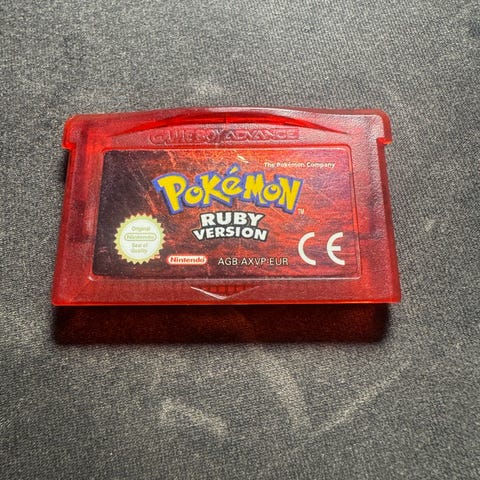 GAME BOY ADVANCE
The Pokémon Company
POKéMON
TM
RUBY
VERSION
Original
Nintendo
Seal of
Quality
Nintendo
AGB-AXVP-EUR
CE